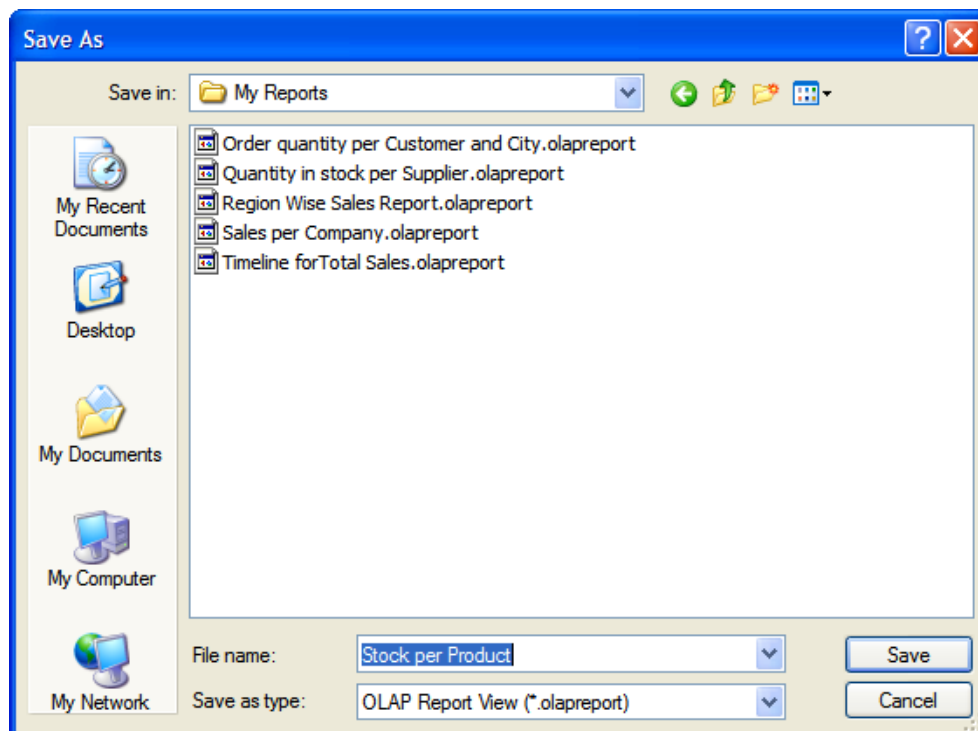 Save As
?
Save in: My Reports
Order quantity per Customer and City.olapreport
Quantity in stock per Supplier.olapreport
Region Wise Sales Report.olapreport
Sales per Company.olapreport
Timeline forTotal Sales.olapreport
My Recent
Documents
Desktop
My Documents
My Computer
My Network
File name: Stock per Product Save
Save as type: OLAP Report View (*.olapreport) Cancel